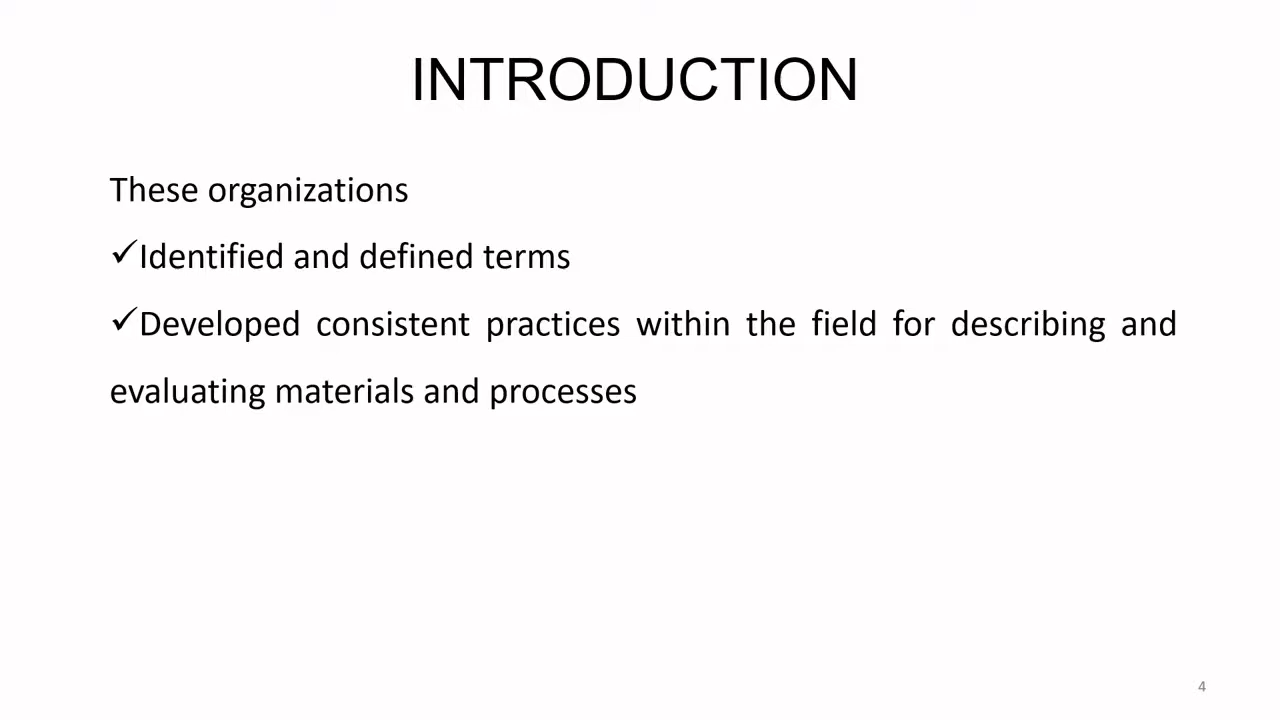 INTRODUCTION
These organizations
✓Identified and defined terms
✓Developed consistent practices within the field for describing and
evaluating materials and processes
4